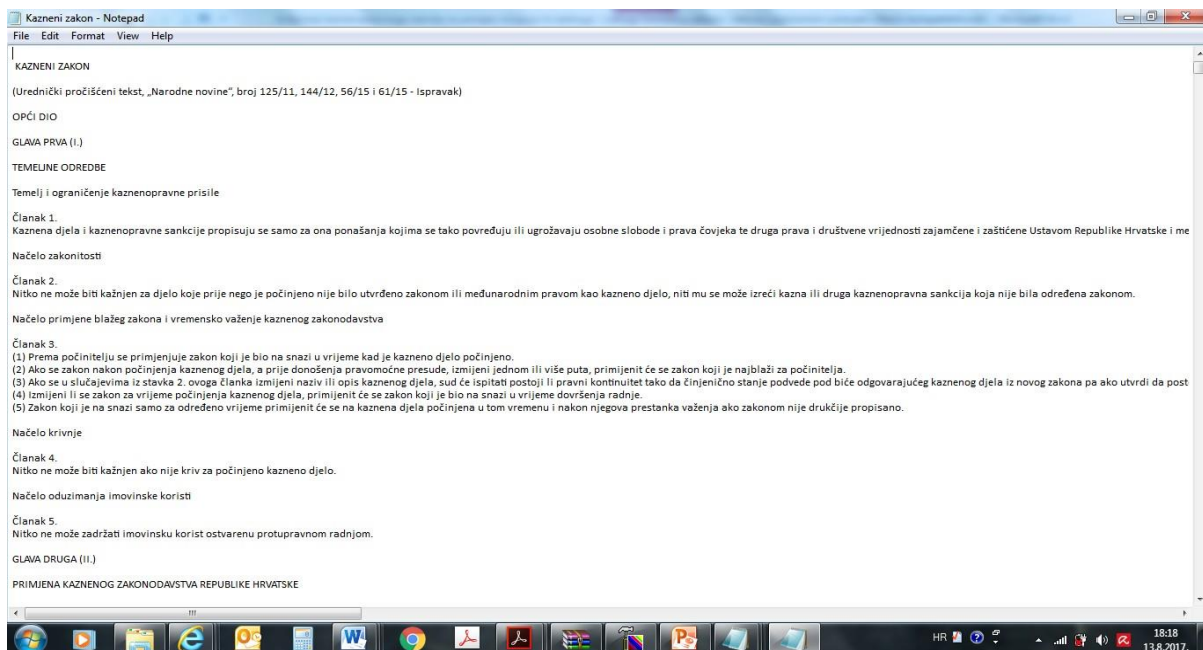 Kazneni zakon - Notepad
File Edit Format View Help
KAZNENI ZAKON
(Urednički pročišćeni tekst, „Narodne novine“, broj 125/11, 144/12, 56/15 i 61/15 - Ispravak)
OPĆI DIO
GLAVA PRVA (I.)
TEMELJNE ODREDBE
Temelj i ograničenje kaznenopravne prisile
Članak 1.
Kaznena djela i kaznenopravne sankcije propisuju se samo za ona ponašanja kojima se tako povređuju ili ugrožavaju osobne slobode i prava čovjeka te druga prava i društvene vrijednosti zajamčene i zaštićene Ustavom Republike Hrvatske i me
Načelo zakonitosti
Članak 2.
Nitko ne može biti kažnjen za djelo koje prije nego je počinjeno nije bilo utvrđeno zakonom ili međunarodnim pravom kao kazneno djelo, niti mu se može izreći kazna ili druga kaznenopravna sankcija koja nije bila određena zakonom.
Načelo primjene blažeg zakona i vremensko važenje kaznenog zakonodavstva
Članak 3.
(1) Prema počinitelju se primjenjuje zakon koji je bio na snazi u vrijeme kad je kazneno djelo počinjeno.
(2) Ako se zakon nakon počinjenja kaznenog djela, a prije donošenja pravomoćne presude, izmijeni jednom ili više puta, primijenit će se zakon koji je najblaži za počinitelja.
(3) Ako se u slučajevima iz stavka 2. ovoga članka izmijeni naziv ili opis kaznenog djela, sud će ispitati postoji li pravni kontinuitet tako da činjenično stanje podvede pod biće odgovarajućeg kaznenog djela iz novog zakona pa ako utvrdi da post
(4) Izmijeni li se zakon za vrijeme počinjenja kaznenog djela, primijenit će se zakon koji je bio na snazi u vrijeme dovršenja radnje.
(5) Zakon koji je na snazi samo za određeno vrijeme primijenit će se na kaznena djela počinjena u tom vremenu i nakon njegova prestanka važenja ako zakonom nije drukčije propisano.
Načelo krivnje
Članak 4.
Nitko ne može biti kažnjen ako nije kriv za počinjeno kazneno djelo.
Načelo oduzimanja imovinske koristi
Članak 5.
Nitko ne može zadržati imovinsku korist ostvarenu protupravnom radnjom.
GLAVA DRUGA (II.)
PRIMJENA KAZNENOG ZAKONODAVSTVA REPUBLIKE HRVATSKE
HR
18:18
13.8.2017.